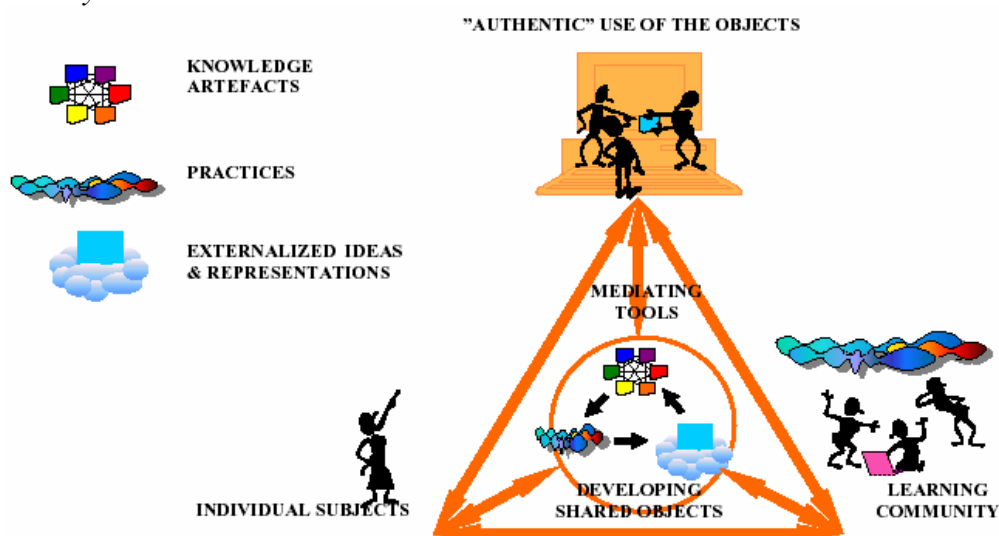 ”AUTHENTIC” USE OF THE OBJECTS
KNOWLEDGE
ARTEFACTS
PRACTICES
EXTERNALIZED IDEAS
& REPRESENTATIONS
MEDIATING
TOOLS
INDIVIDUAL SUBJECTS
DEVELOPING
SHARED OBJECTS
LEARNING
COMMUNITY